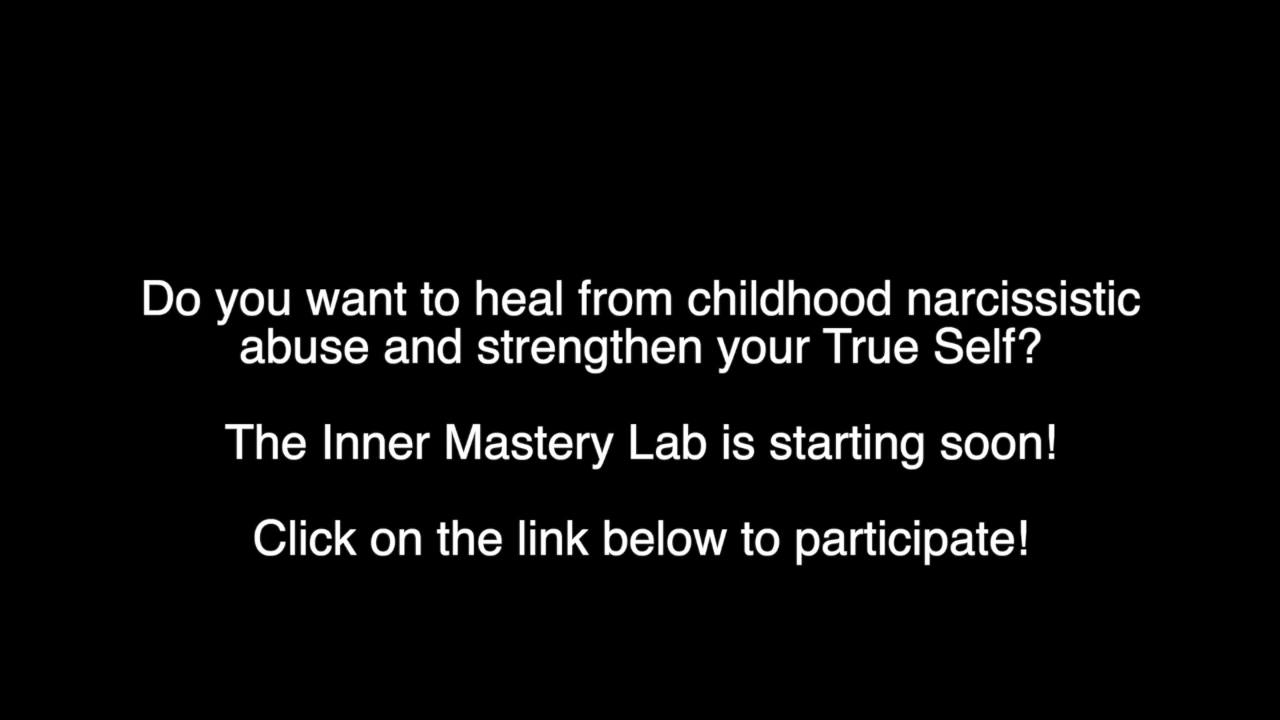 Do you want to heal from childhood narcissistic
abuse and strengthen your True Self?
The Inner Mastery Lab is starting soon!
Click on the link below to participate!